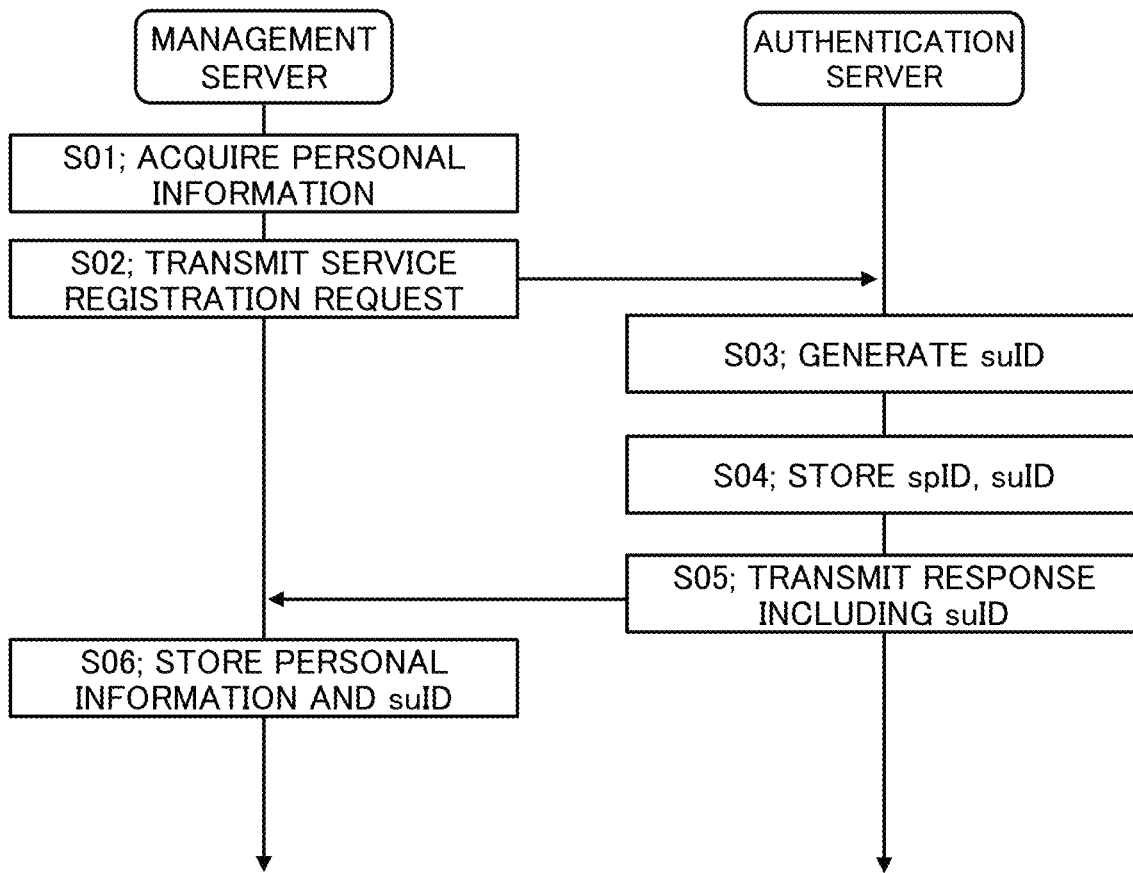 MANAGEMENT
SERVER
AUTHENTICATION
SERVER
S01; ACQUIRE PERSONAL
INFORMATION
S02; TRANSMIT SERVICE
REGISTRATION REQUEST
S03; GENERATE suID
S04; STORE spID, suID
S05; TRANSMIT RESPONSE
INCLUDING suID
S06; STORE PERSONAL
INFORMATION AND suID